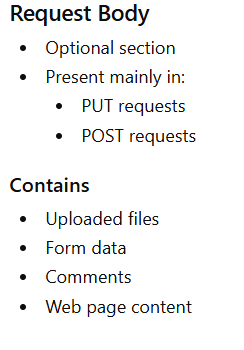 Request Body
• Optional section
• Present mainly in:
• PUT requests
• POST requests
Contains
• Uploaded files
• Form data
• Comments
• Web page content